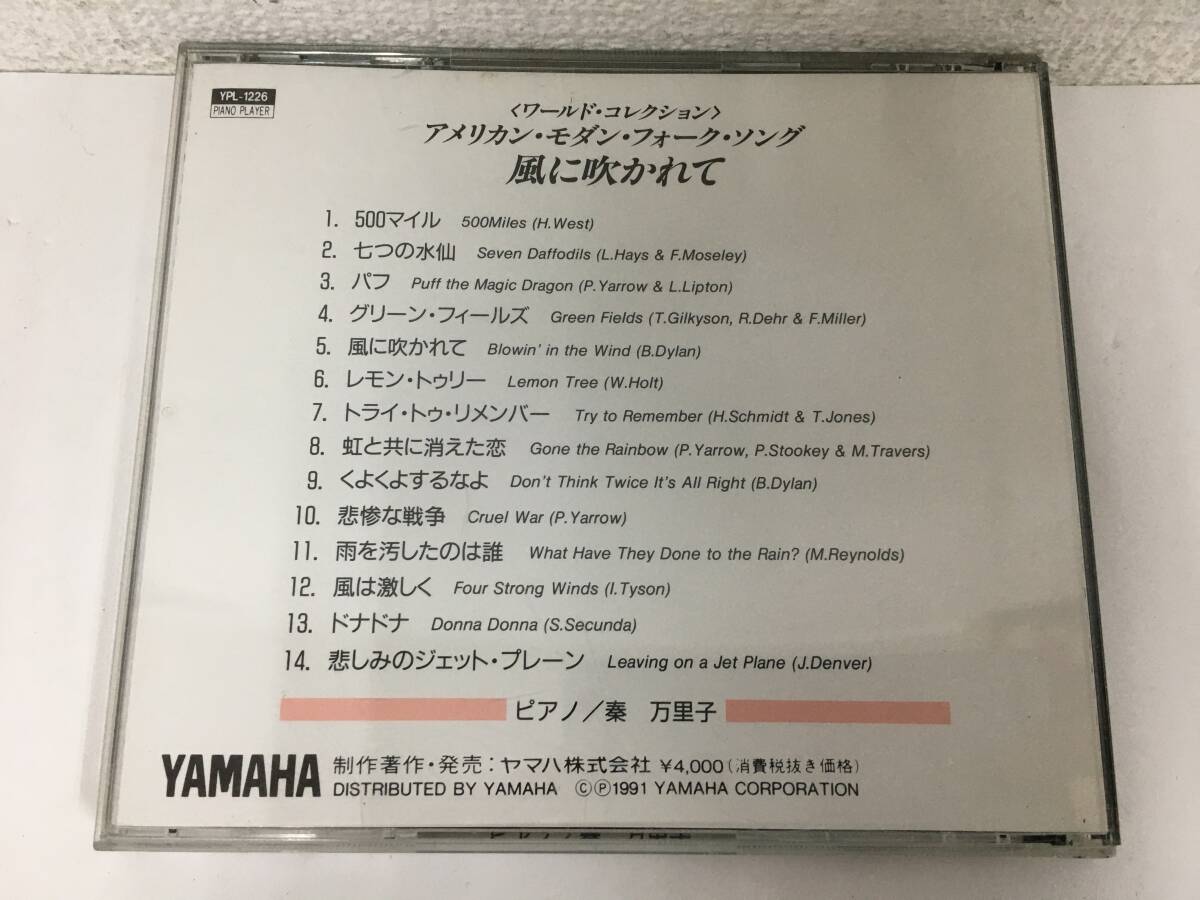 YPL-1226
PIANO PLAYER
〈ワールド・コレクション〉
アメリカン・モダン・フォーク・ソング
風に吹かれて
1. 500マイル 500Miles (H.West)
2. 七つの水仙 Seven Daffodils (L.Hays & F.Moseley)
3. パフ Puff the Magic Dragon (P.Yarrow & L.Lipton)
4. グリーン・フィールズ Green Fields (T.Gilkyson, R.Dehr & F.Miller)
5. 風に吹かれて Blowin' in the Wind (B.Dylan)
6. レモン・トゥリー Lemon Tree (W.Holt)
7. トライ・トゥ・リメンバー Try to Remember (H.Schmidt & T.Jones)
8. 虹と共に消えた恋 Gone the Rainbow (P.Yarrow, P.Stookey & M.Travers)
9. くよくよするなよ Don't Think Twice It's All Right (B.Dylan)
10. 悲惨な戦争 Cruel War (P.Yarrow)
11. 雨を汚したのは誰 What Have They Done to the Rain? (M.Reynolds)
12. 風は激しく Four Strong Winds (I.Tyson)
13. ドナドナ Donna Donna (S.Secunda)
14. 悲しみのジェット・プレーン Leaving on a Jet Plane (J.Denver)
ピアノ／秦 万里子
YAMAHA 制作著作・発売：ヤマハ株式会社 ¥4,000（消費税抜き価格）
DISTRIBUTED BY YAMAHA ©Ⓟ1991 YAMAHA CORPORATION